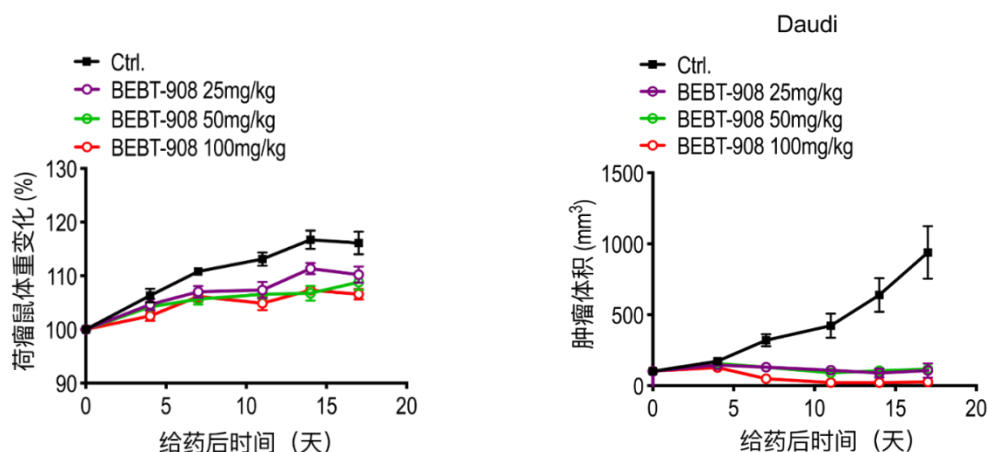 Ctrl.
BEBT-908 25mg/kg
BEBT-908 50mg/kg
BEBT-908 100mg/kg
荷瘤鼠体重变化 (%)
130
120
110
100
90
0 5 10 15 20
给药后时间（天）
Daudi
Ctrl.
BEBT-908 25mg/kg
BEBT-908 50mg/kg
BEBT-908 100mg/kg
肿瘤体积 (mm³)
1500
1000
500
0
0 5 10 15 20
给药后时间（天）